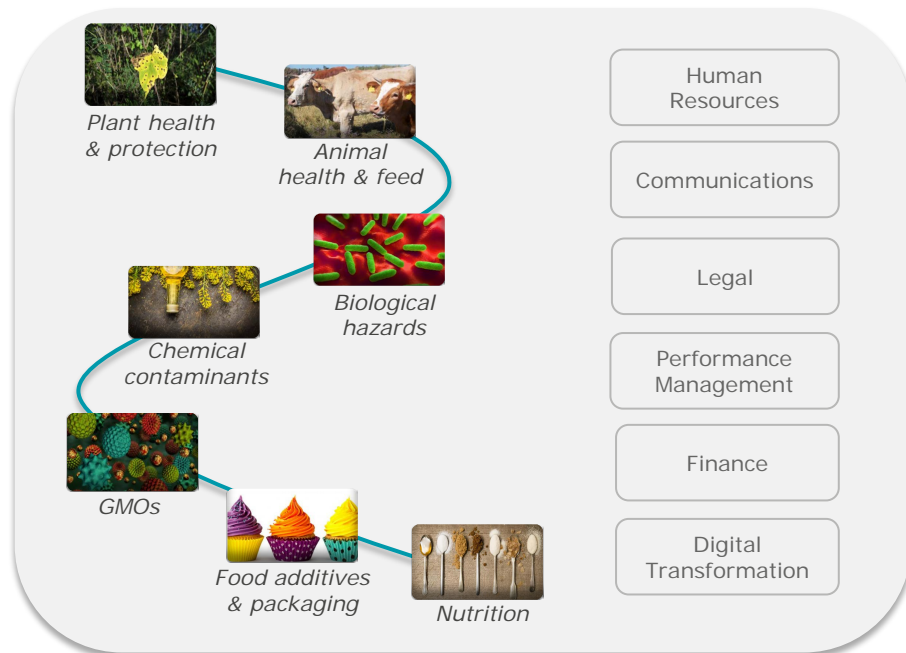 Plant health
& protection
Animal
health & feed
Biological
hazards
Chemical
contaminants
GMOs
Food additives
& packaging
Nutrition
Human
Resources
Communications
Legal
Performance
Management
Finance
Digital
Transformation